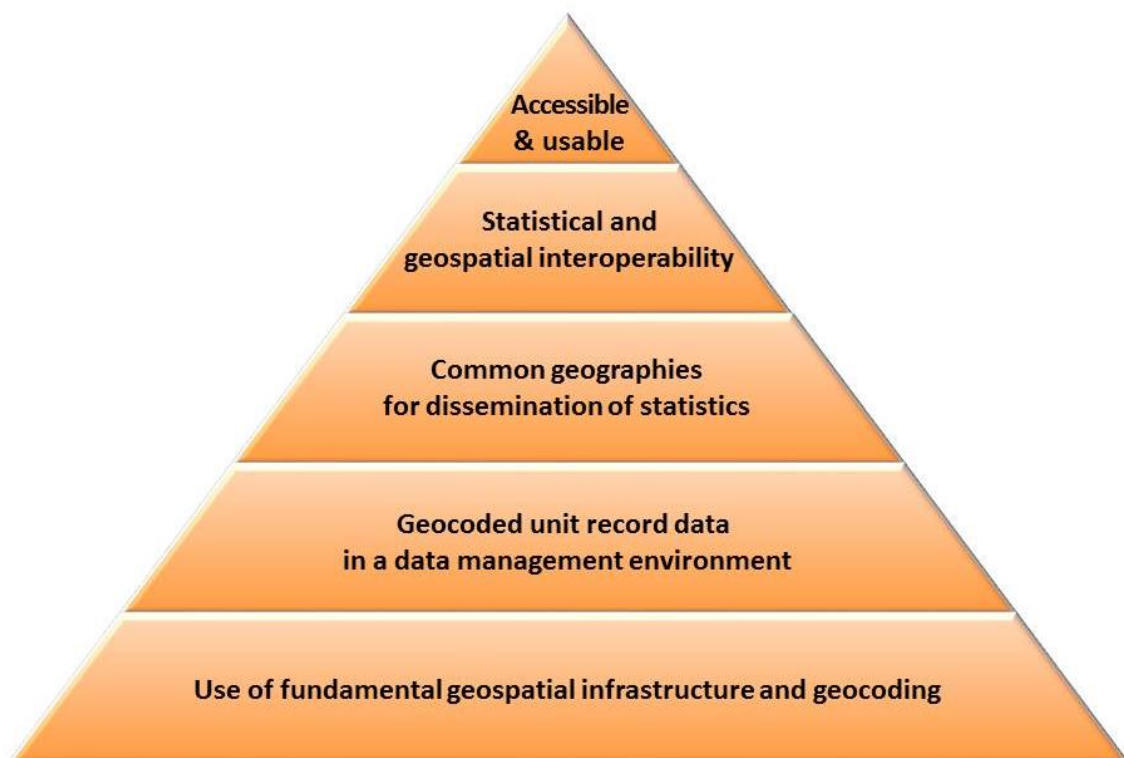 Accessible
& usable
Statistical and
geospatial interoperability
Common geographies
for dissemination of statistics
Geocoded unit record data
in a data management environment
Use of fundamental geospatial infrastructure and geocoding